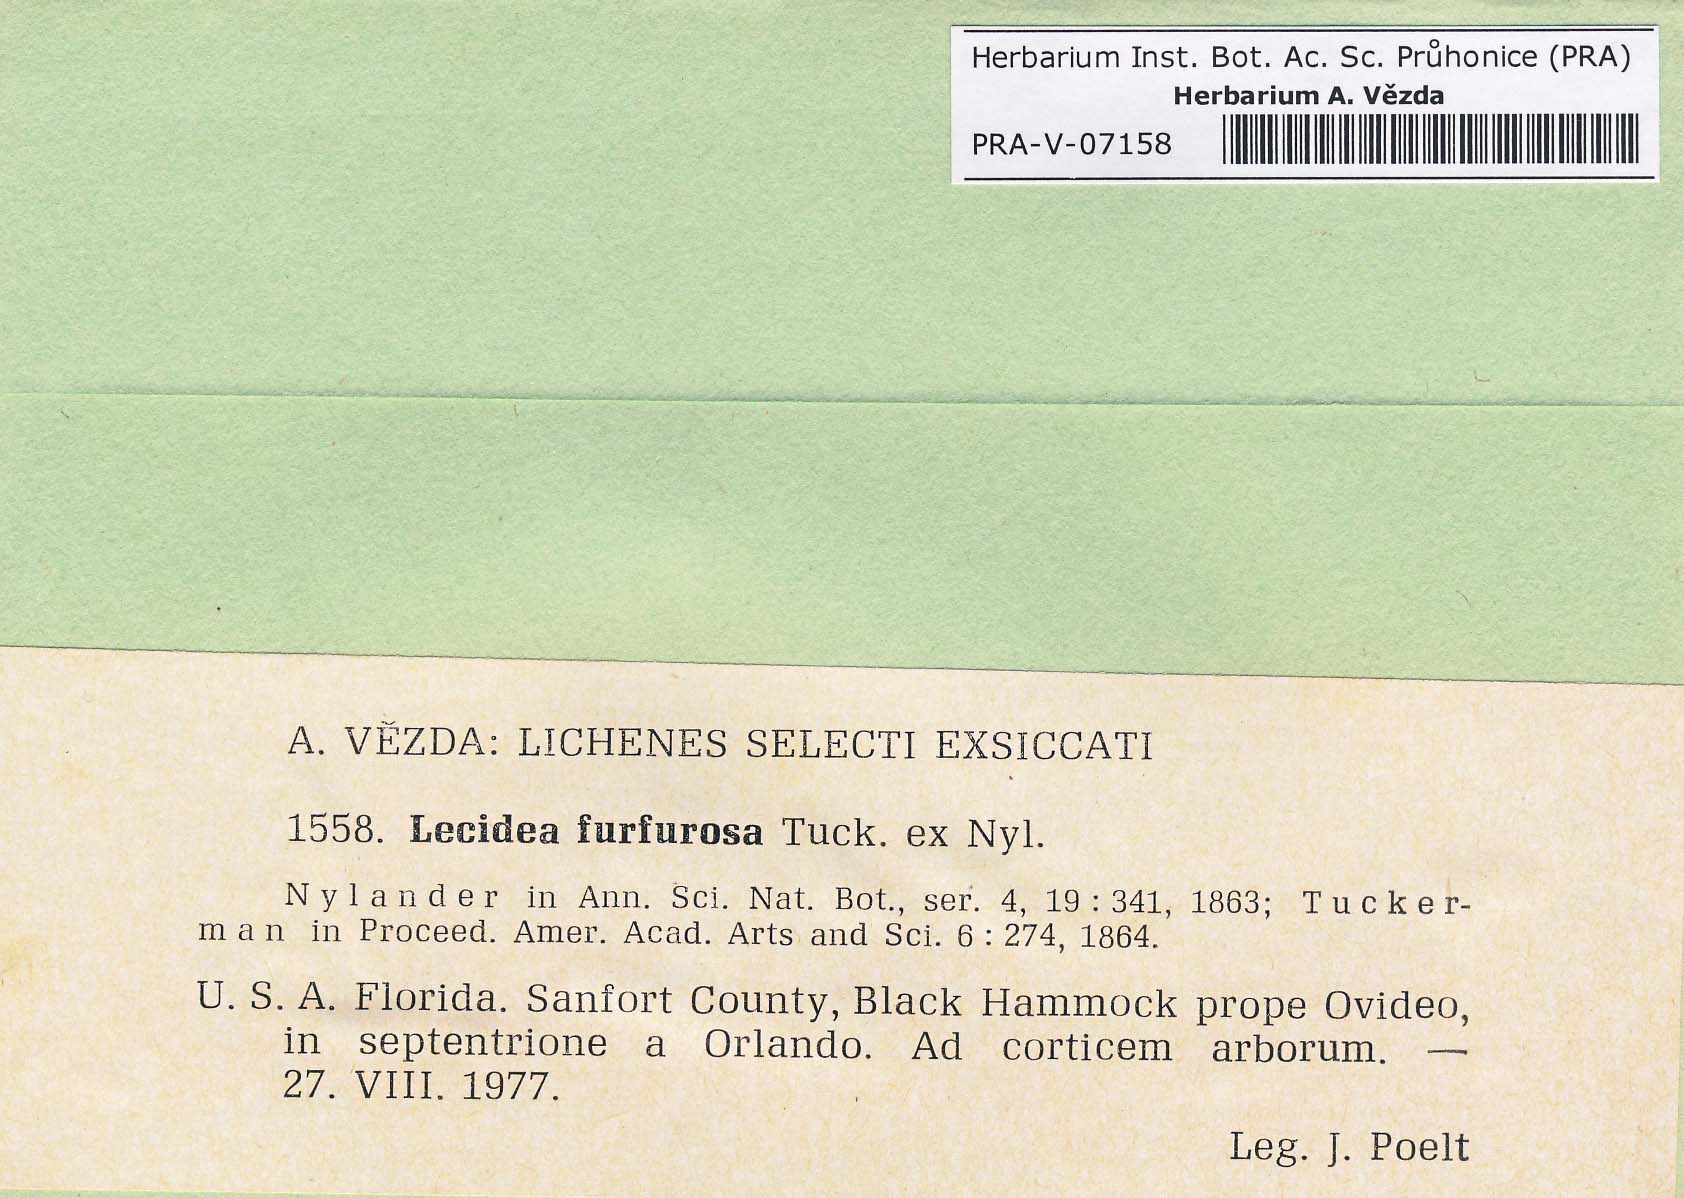 Herbarium Inst. Bot. Ac. Sc. Průhonice (PRA)
Herbarium A. Vězda
PRA-V-07158
A. VĚZDA: LICHENES SELECTI EXSICCATI
1558. Lecidea furfurosa Tuck. ex Nyl.
Nylander in Ann. Sci. Nat. Bot., ser. 4, 19 : 341, 1863; Tucker-
man in Proceed. Amer. Acad. Arts and Sci. 6 : 274, 1864.
U. S. A. Florida. Sanfort County, Black Hammock prope Ovideo,
in septentrione a Orlando. Ad corticem arborum. —
27. VIII. 1977.
Leg. J. Poelt